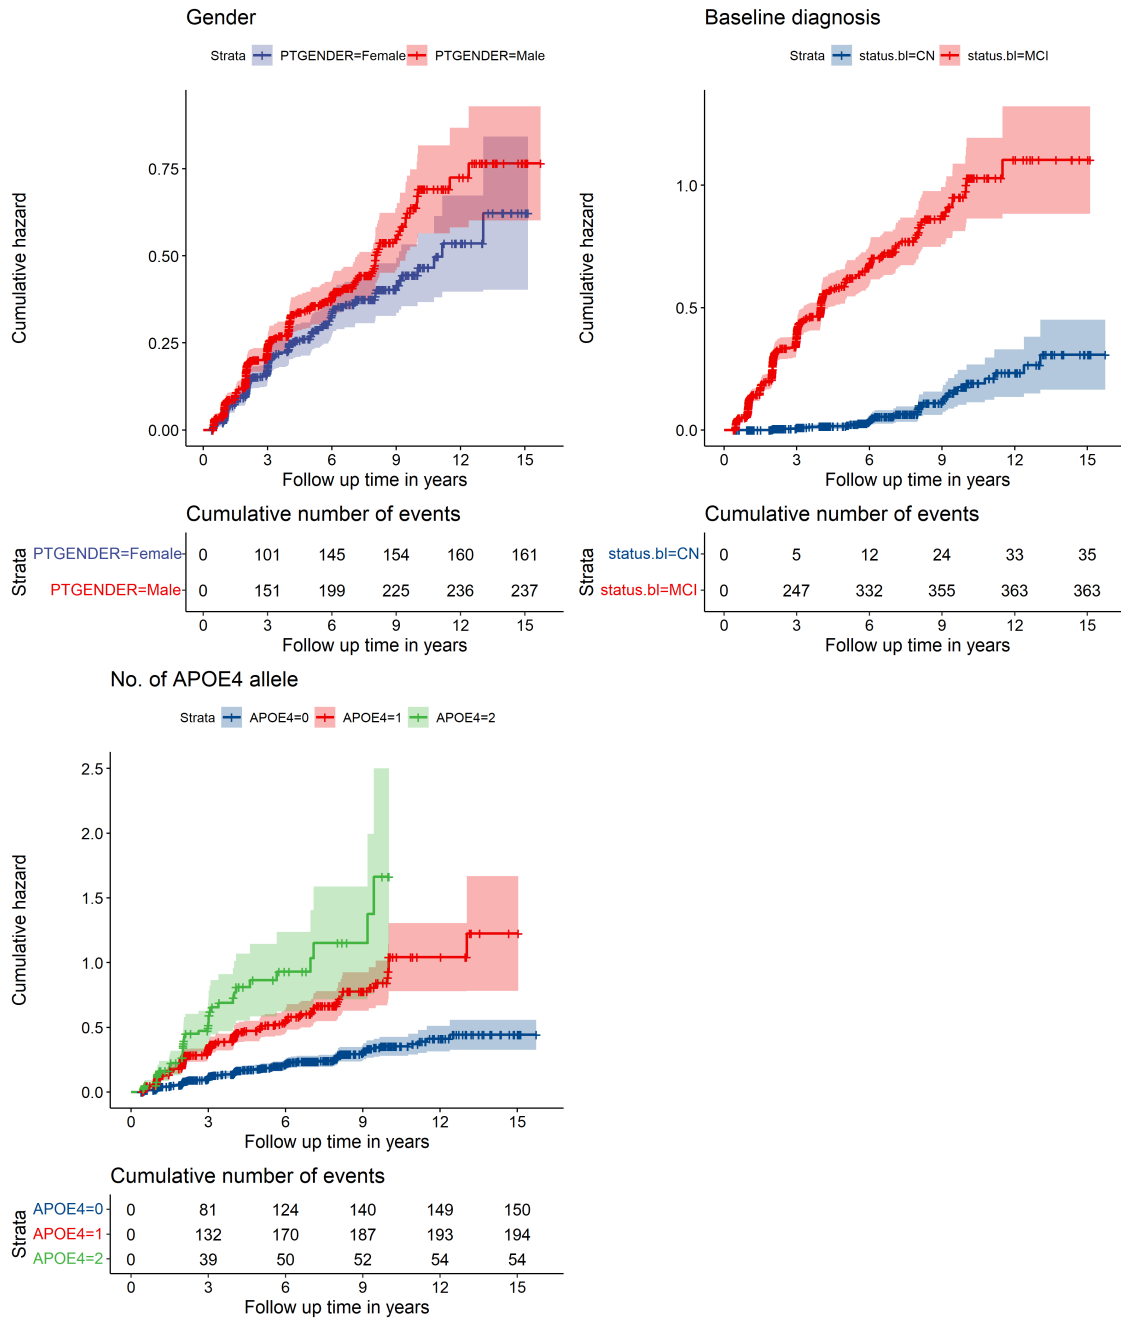 Gender
Strata PTGENDER=Female PTGENDER=Male
Cumulative hazard
0.75
0.50
0.25
0.00
0 3 6 9 12 15
Follow up time in years
Cumulative number of events
Strata
PTGENDER=Female 0 101 145 154 160 161
PTGENDER=Male 0 151 199 225 236 237
0 3 6 9 12 15
Follow up time in years
Baseline diagnosis
Strata status.bl=CN status.bl=MCI
Cumulative hazard
1.0
0.5
0.0
0 3 6 9 12 15
Follow up time in years
Cumulative number of events
Strata
status.bl=CN 0 5 12 24 33 35
status.bl=MCI 0 247 332 355 363 363
0 3 6 9 12 15
Follow up time in years
No. of APOE4 allele
Strata APOE4=0 APOE4=1 APOE4=2
Cumulative hazard
2.5
2.0
1.5
1.0
0.5
0.0
0 3 6 9 12 15
Follow up time in years
Cumulative number of events
Strata
APOE4=0 0 81 124 140 149 150
APOE4=1 0 132 170 187 193 194
APOE4=2 0 39 50 52 54 54
0 3 6 9 12 15
Follow up time in years